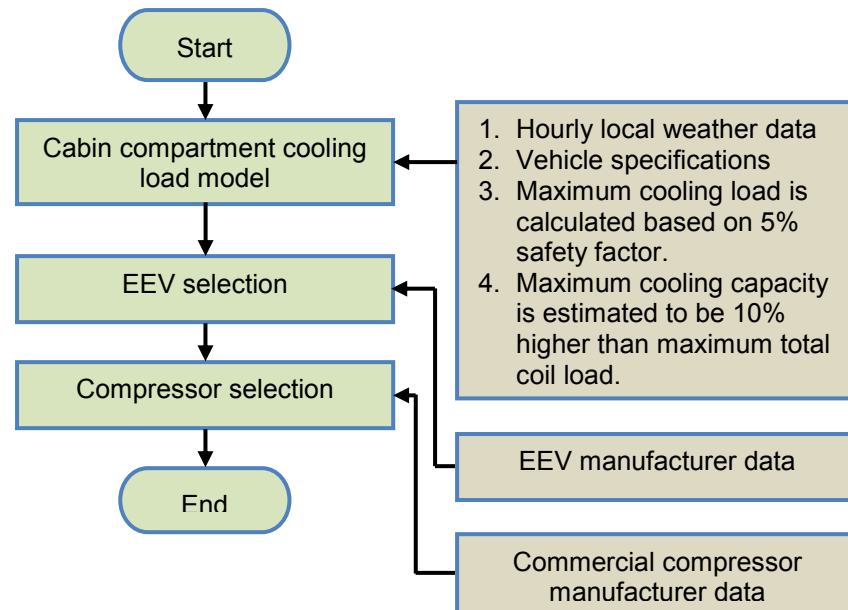 Start
Cabin compartment cooling
load model
EEV selection
Compressor selection
End
1. Hourly local weather data
2. Vehicle specifications
3. Maximum cooling load is
calculated based on 5%
safety factor.
4. Maximum cooling capacity
is estimated to be 10%
higher than maximum total
coil load.
EEV manufacturer data
Commercial compressor
manufacturer data